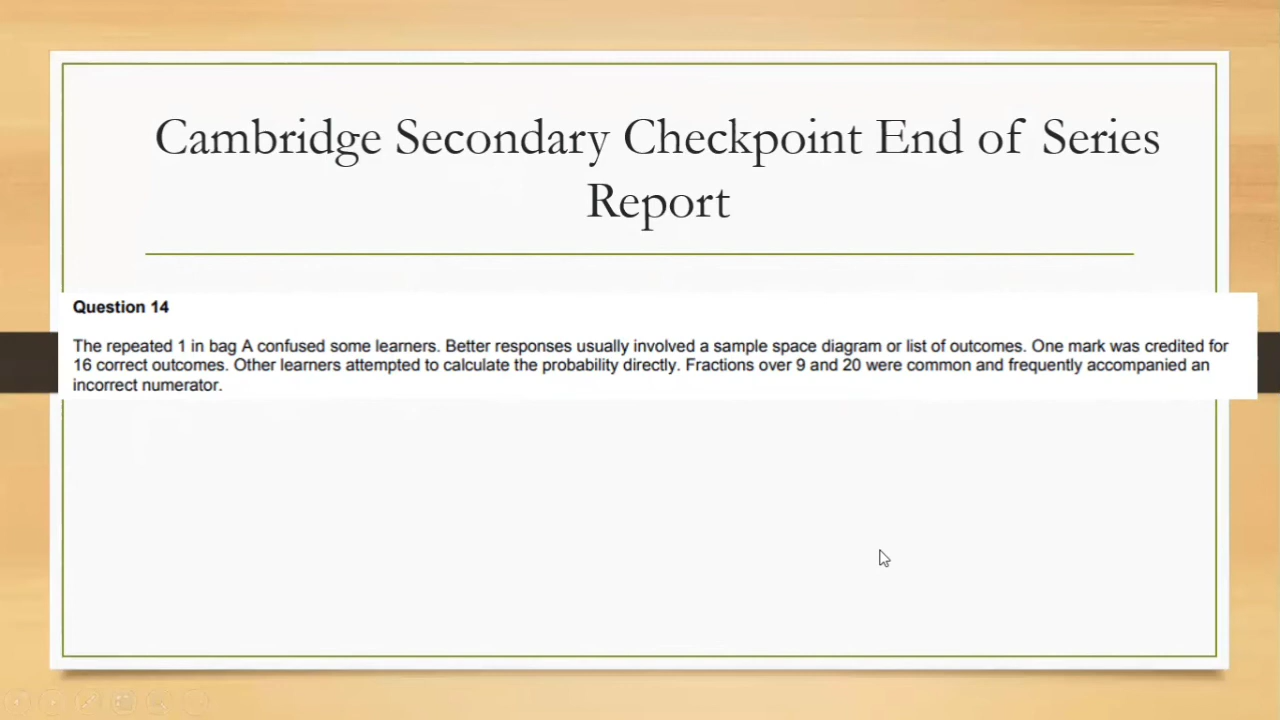 Cambridge Secondary Checkpoint End of Series
Report
Question 14
The repeated 1 in bag A confused some learners. Better responses usually involved a sample space diagram or list of outcomes. One mark was credited for
16 correct outcomes. Other learners attempted to calculate the probability directly. Fractions over 9 and 20 were common and frequently accompanied an
incorrect numerator.